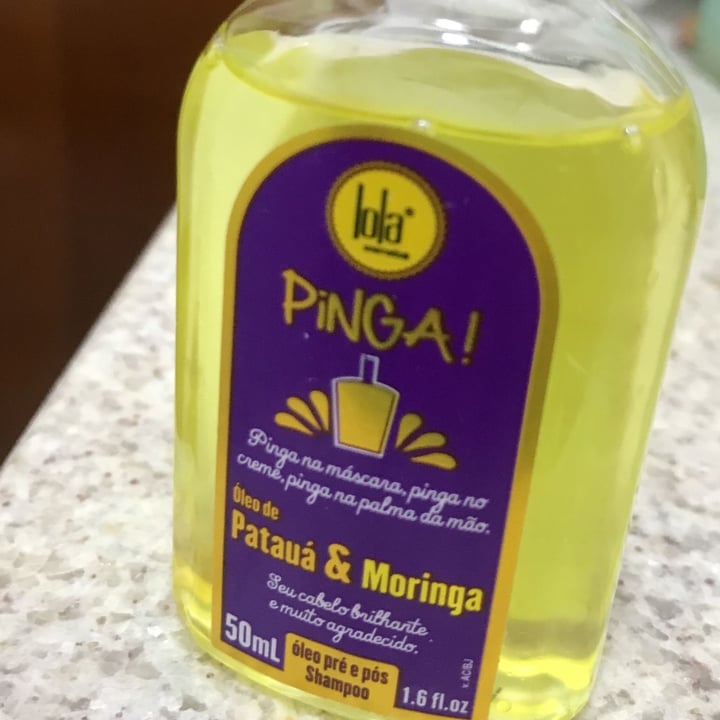 lola
PiNGA!
Pinga na máscara, pinga no
creme, pinga na palma da mão.
Óleo de
Patauá & Moringa
Seu cabelo brilhante
e muito agradecido.
50mL
óleo pré e pós
Shampoo
1.6 fl.oz